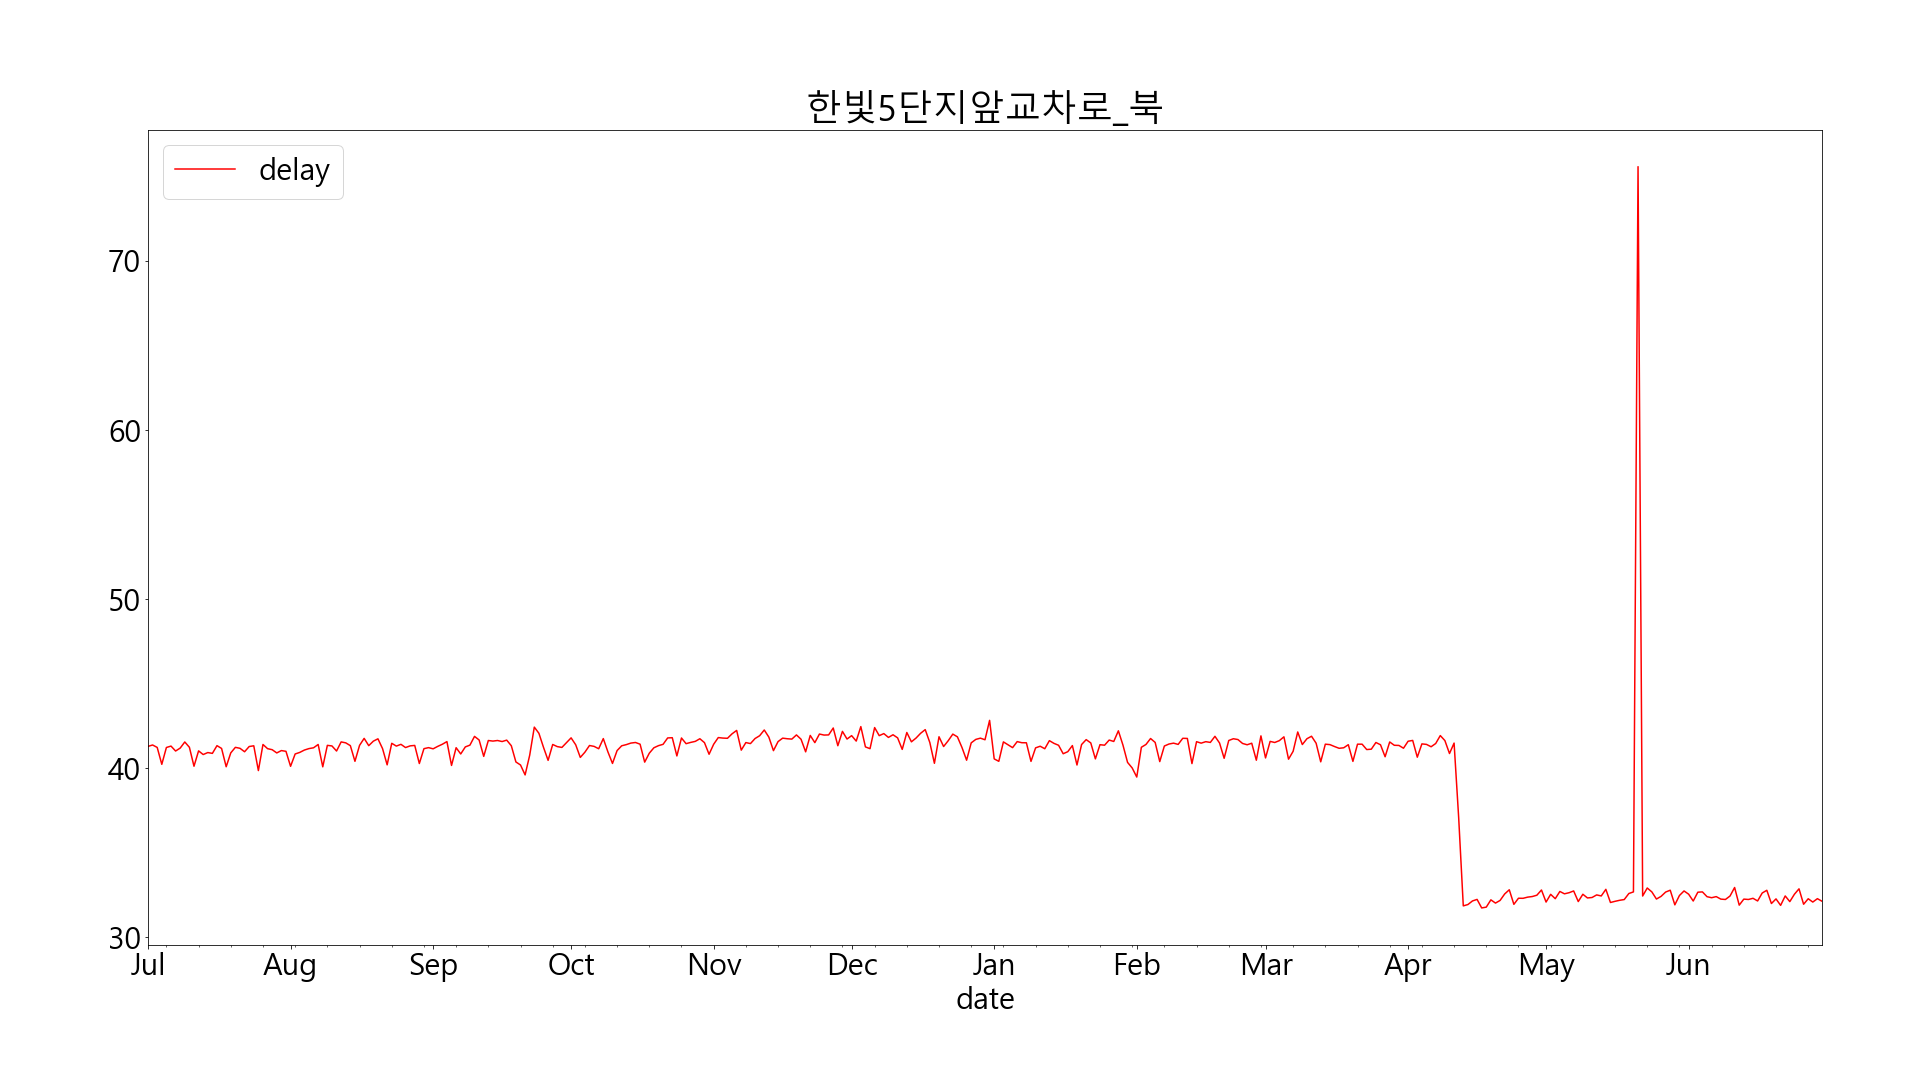 한빛5단지앞교차로_북
delay
70
60
50
40
30
Jul Aug Sep Oct Nov Dec Jan Feb Mar Apr May Jun
date